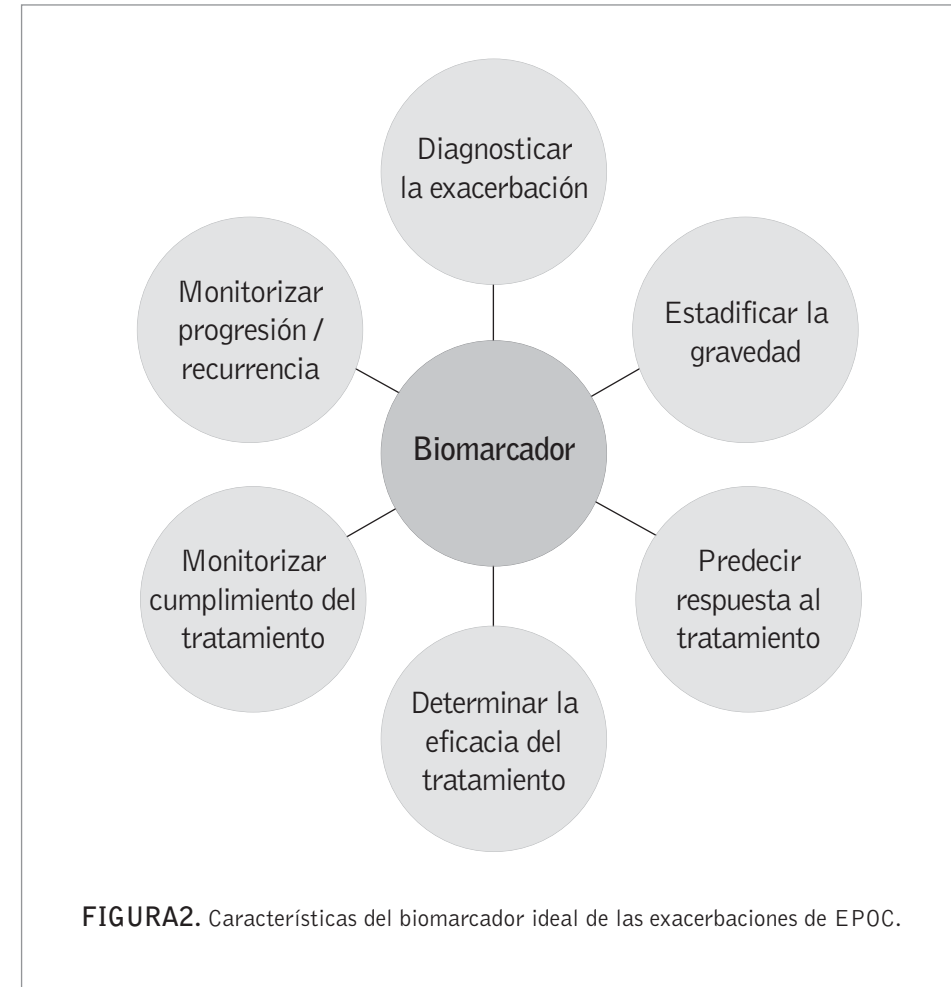 Diagnosticar
la exacerbación
Estadificar la
gravedad
Predecir
respuesta al
tratamiento
Determinar la
eficacia del
tratamiento
Monitorizar
cumplimiento del
tratamiento
Monitorizar
progresión /
recurrencia
Biomarcador
FIGURA2. Características del biomarcador ideal de las exacerbaciones de EPOC.